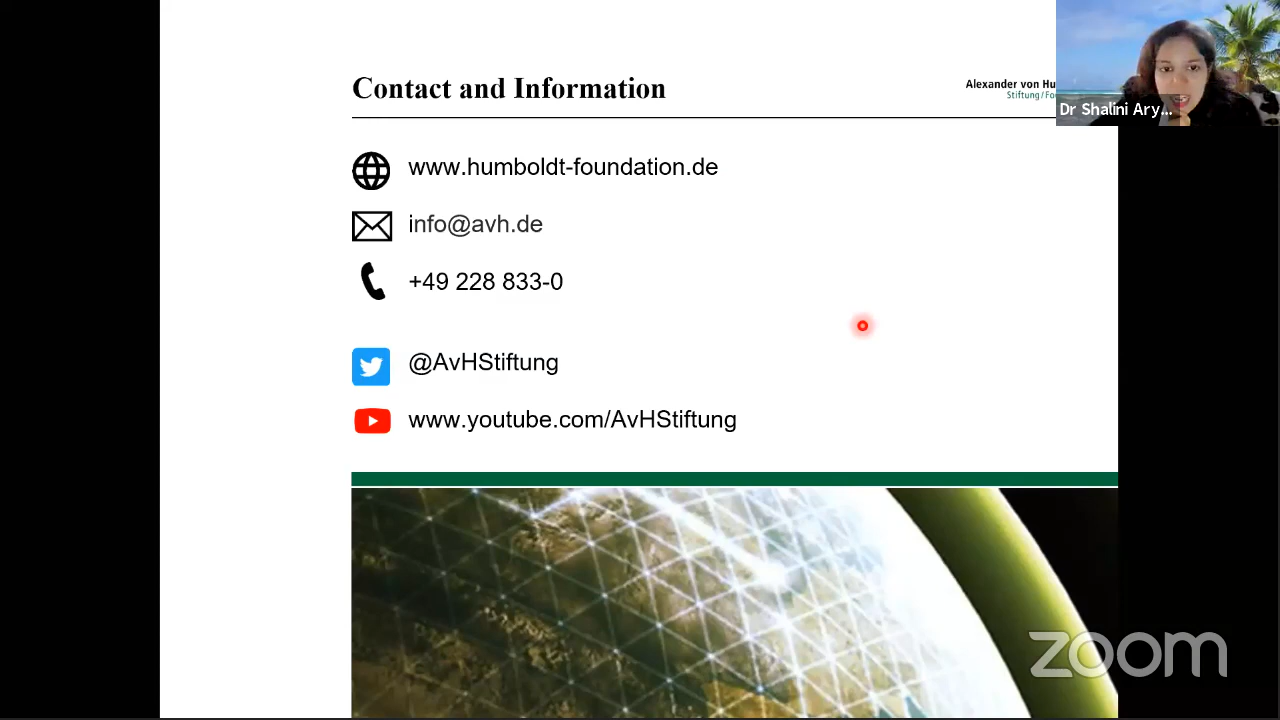 Contact and Information
Alexander von Hu
Stiftung/Fo
Dr Shalini Ary...
www.humboldt-foundation.de
info@avh.de
+49 228 833-0
@AvHStiftung
www.youtube.com/AvHStiftung
zoom